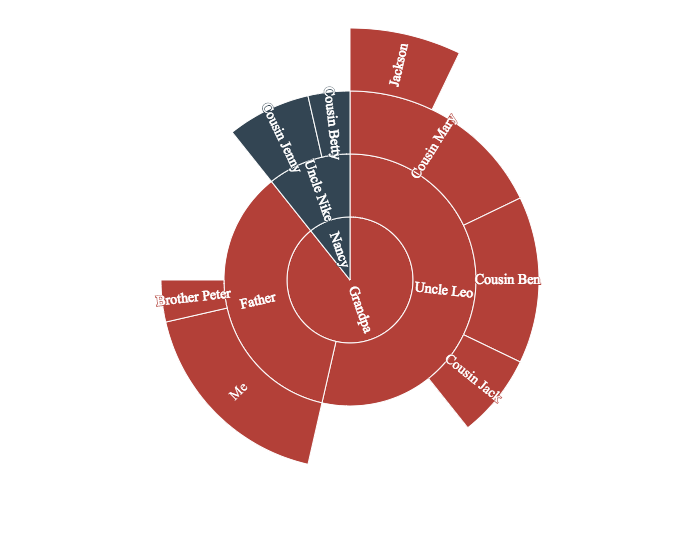 Jackson
Cousin Mary
Cousin Jenny
Cousin Betty
Uncle Nike
Nancy
Grandpa
Uncle Leo
Cousin Ben
Cousin Jack
Father
Brother Peter
Me